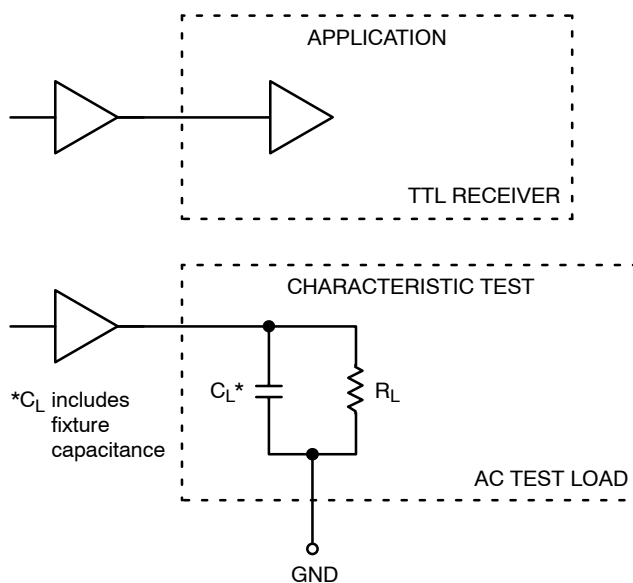 APPLICATION
TTL RECEIVER
CHARACTERISTIC TEST
*CL includes
fixture
capacitance
CL*
RL
AC TEST LOAD
GND